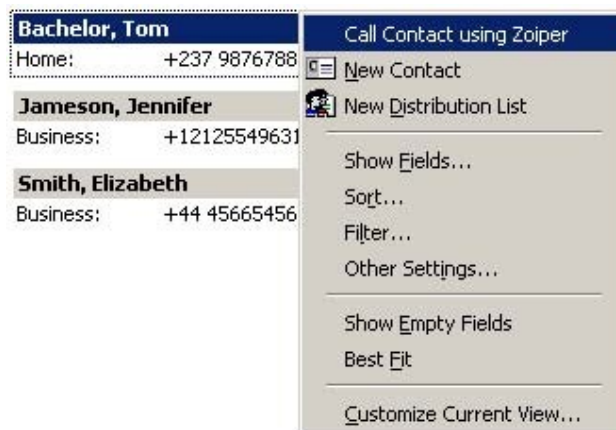 Bachelor, Tom
Home: +237 9876788
Jameson, Jennifer
Business: +12125549631
Smith, Elizabeth
Business: +44 45665456
Call Contact using Zoiper
New Contact
New Distribution List
Show Fields...
Sort...
Filter...
Other Settings...
Show Empty Fields
Best Fit
Customize Current View...